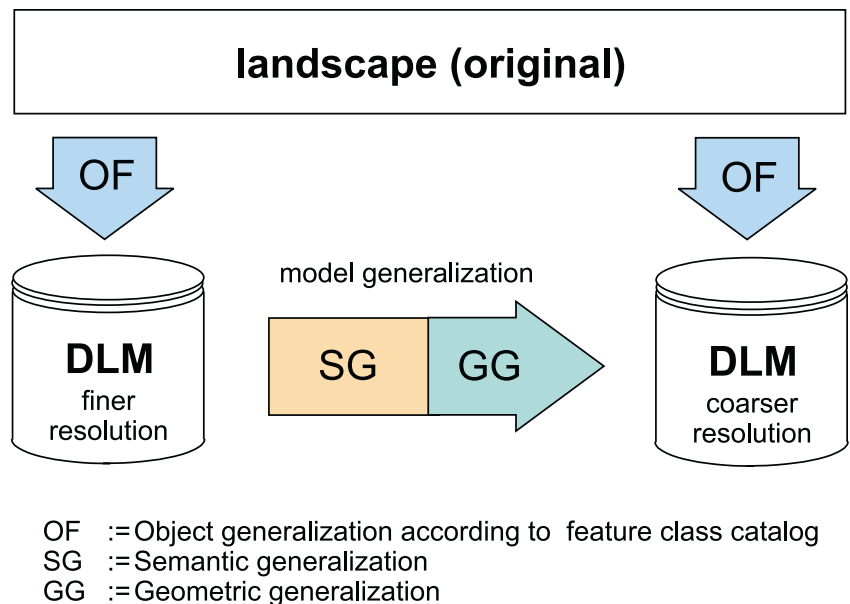 landscape (original)
OF
OF
model generalization
DLM
finer
resolution
SG
GG
DLM
coarser
resolution
OF := Object generalization according to feature class catalog
SG := Semantic generalization
GG := Geometric generalization